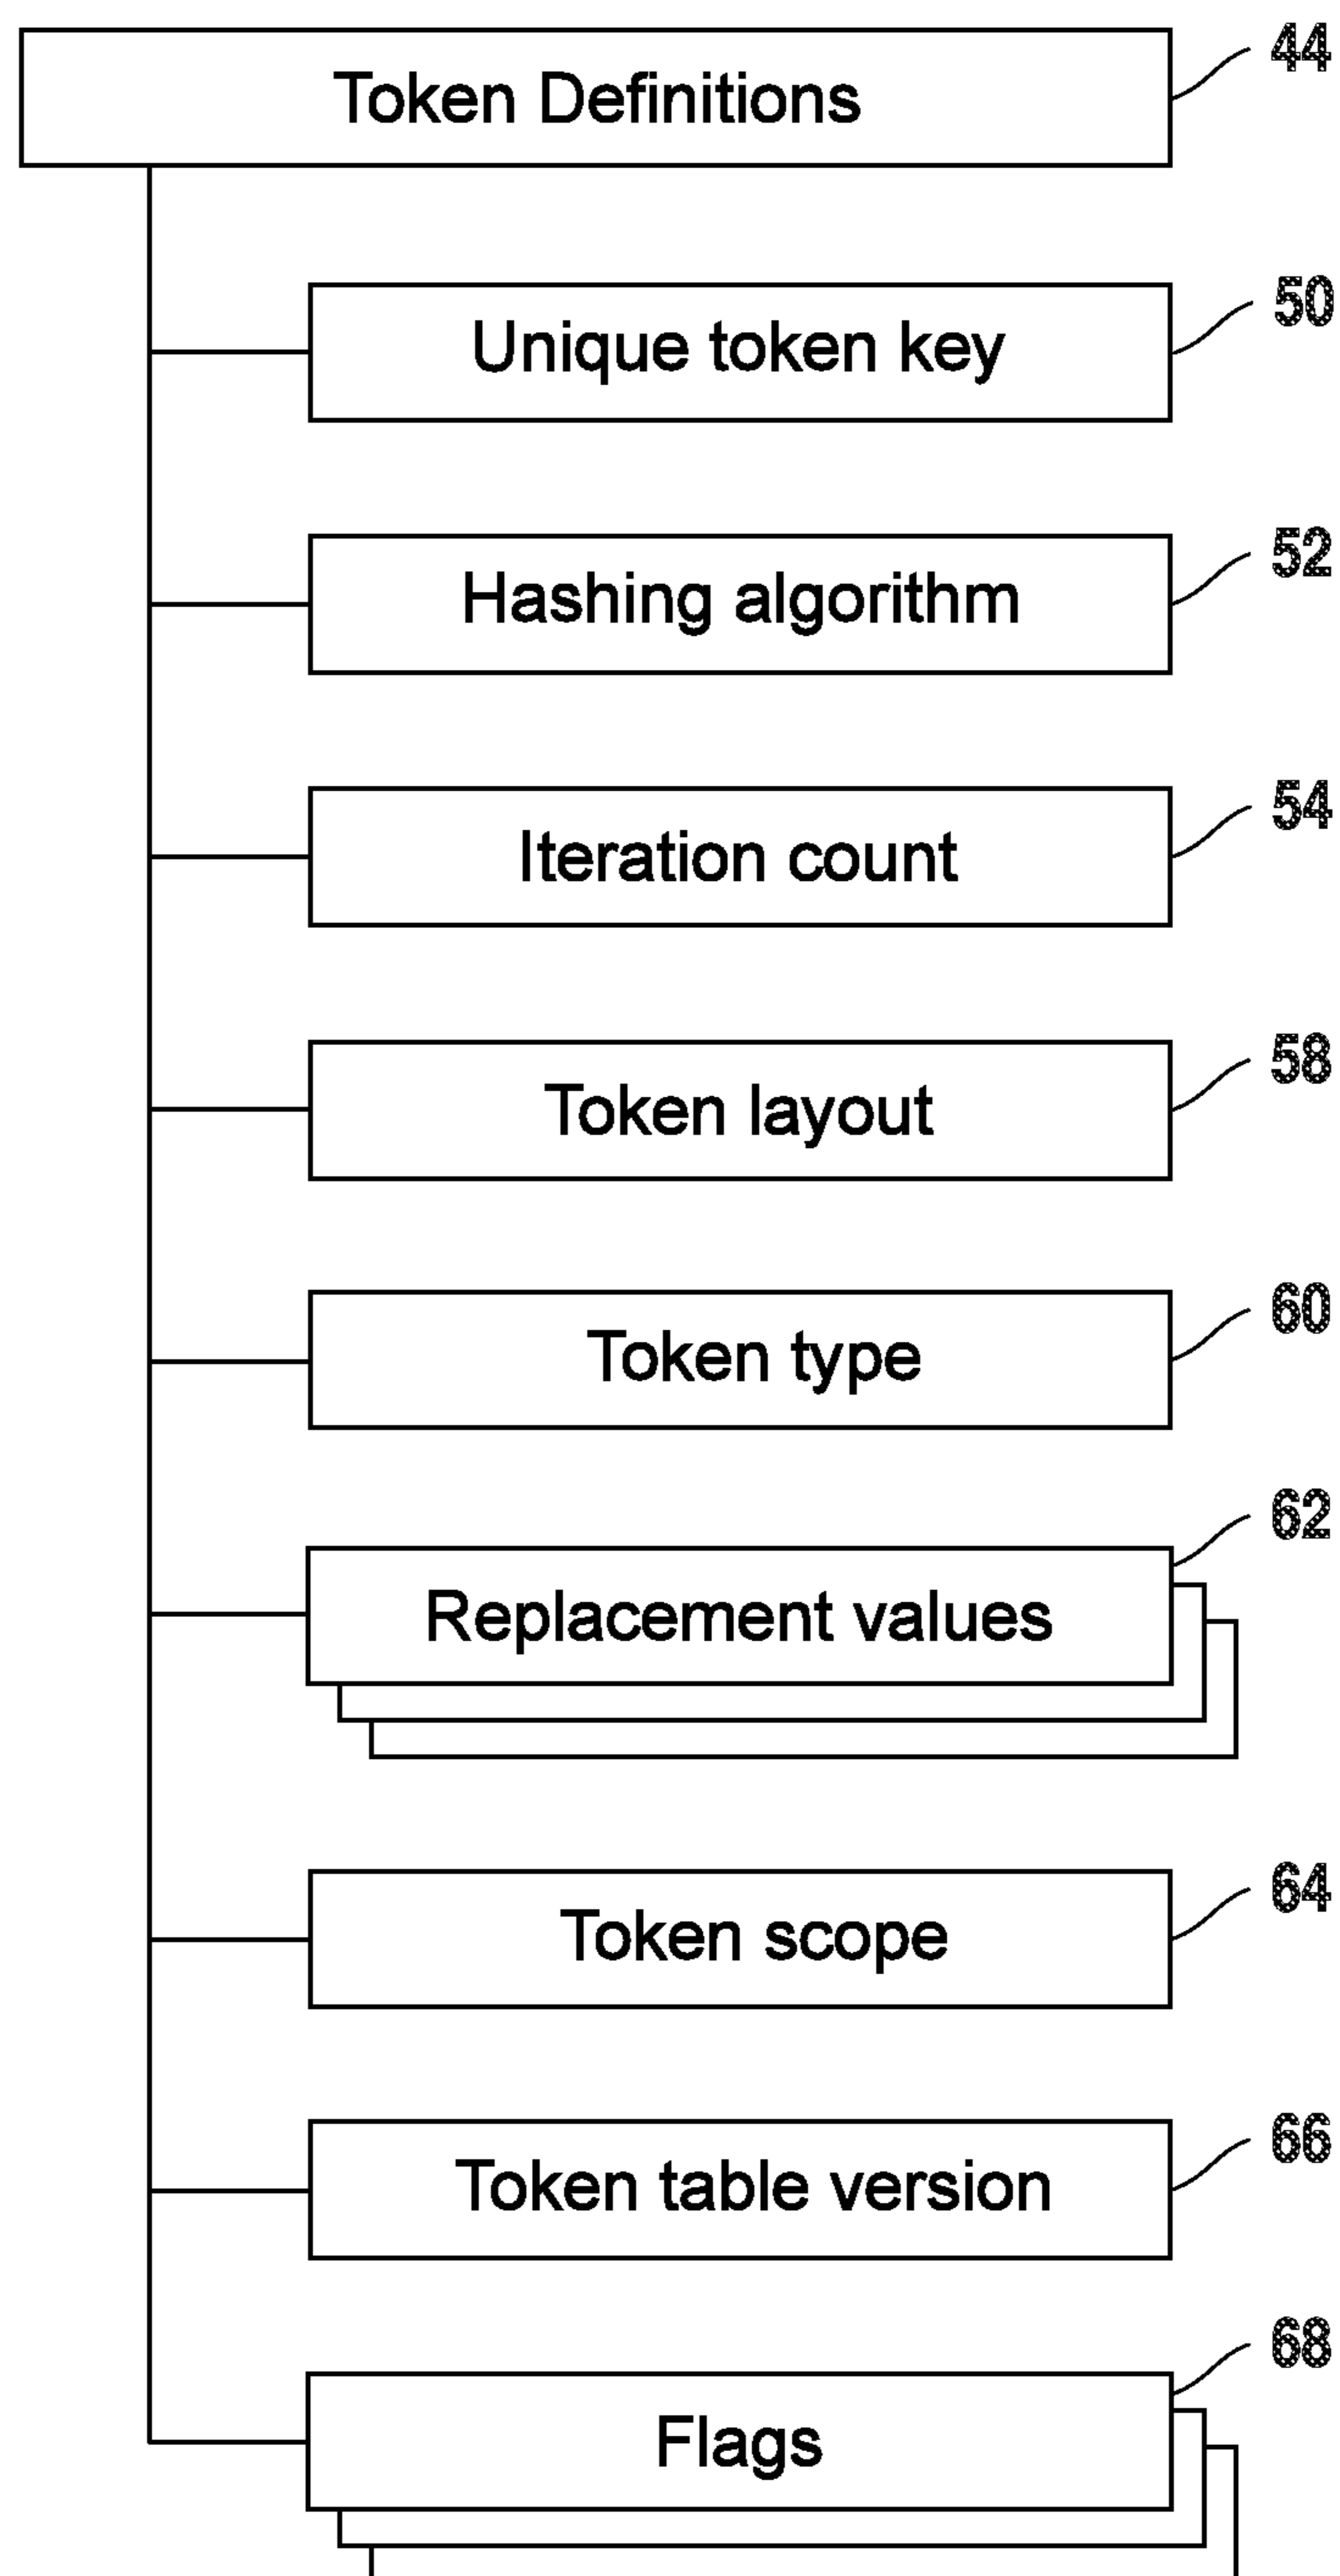 Token Definitions 44
Unique token key 50
Hashing algorithm 52
Iteration count 54
Token layout 58
Token type 60
Replacement values 62
Token scope 64
Token table version 66
Flags 68